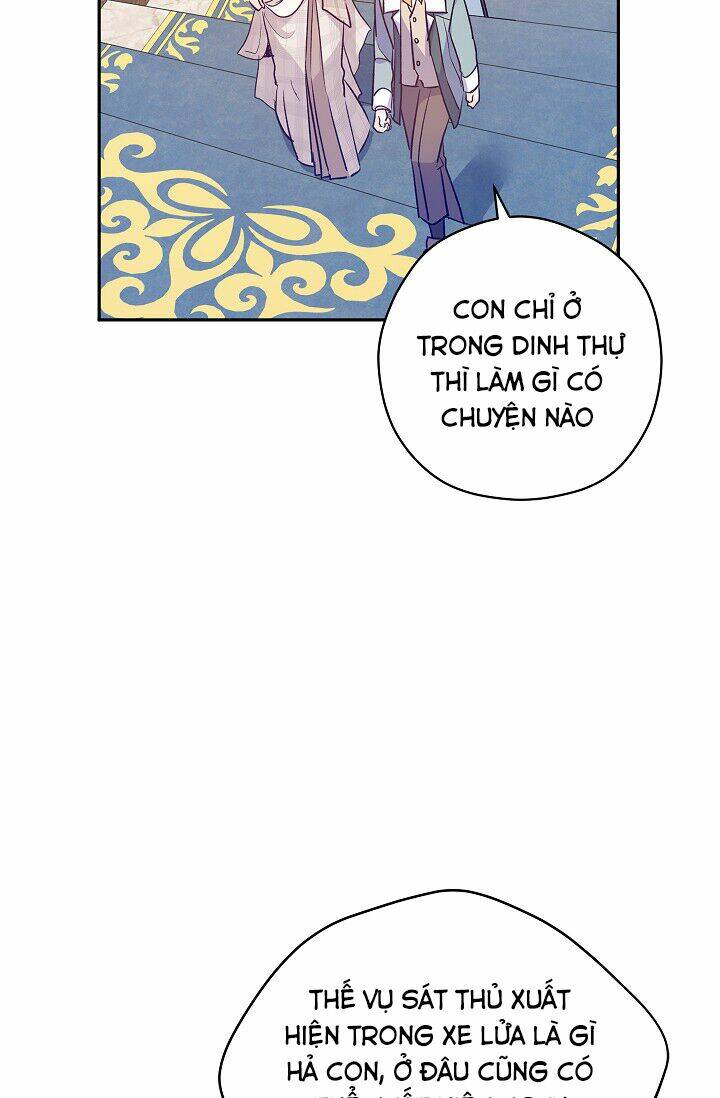 CON CHỈ Ở
TRONG DINH THỰ
THÌ LÀM GÌ CÓ
CHUYỆN NÀO
THẾ VỤ SÁT THỦ XUẤT
HIỆN TRONG XE LỬA LÀ GÌ
HẢ CON, Ở ĐÂU CŨNG CÓ